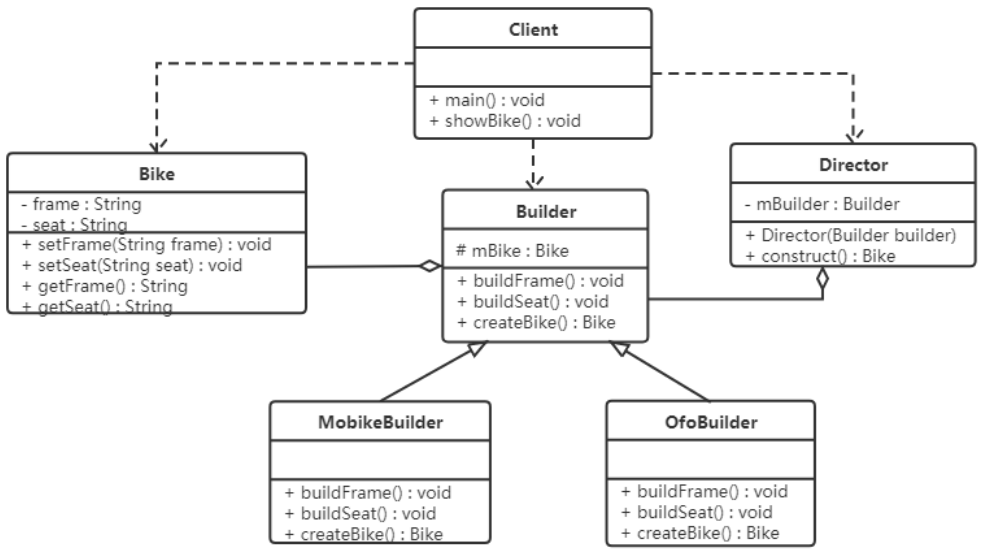 Client
+ main() : void
+ showBike() : void
Bike
- frame : String
- seat : String
+ setFrame(String frame) : void
+ setSeat(String seat) : void
+ getFrame() : String
+ getSeat() : String
Builder
# mBike : Bike
+ buildFrame() : void
+ buildSeat() : void
+ createBike() : Bike
Director
- mBuilder : Builder
+ Director(Builder builder)
+ construct() : Bike
MobikeBuilder
+ buildFrame() : void
+ buildSeat() : void
+ createBike() : Bike
OfoBuilder
+ buildFrame() : void
+ buildSeat() : void
+ createBike() : Bike